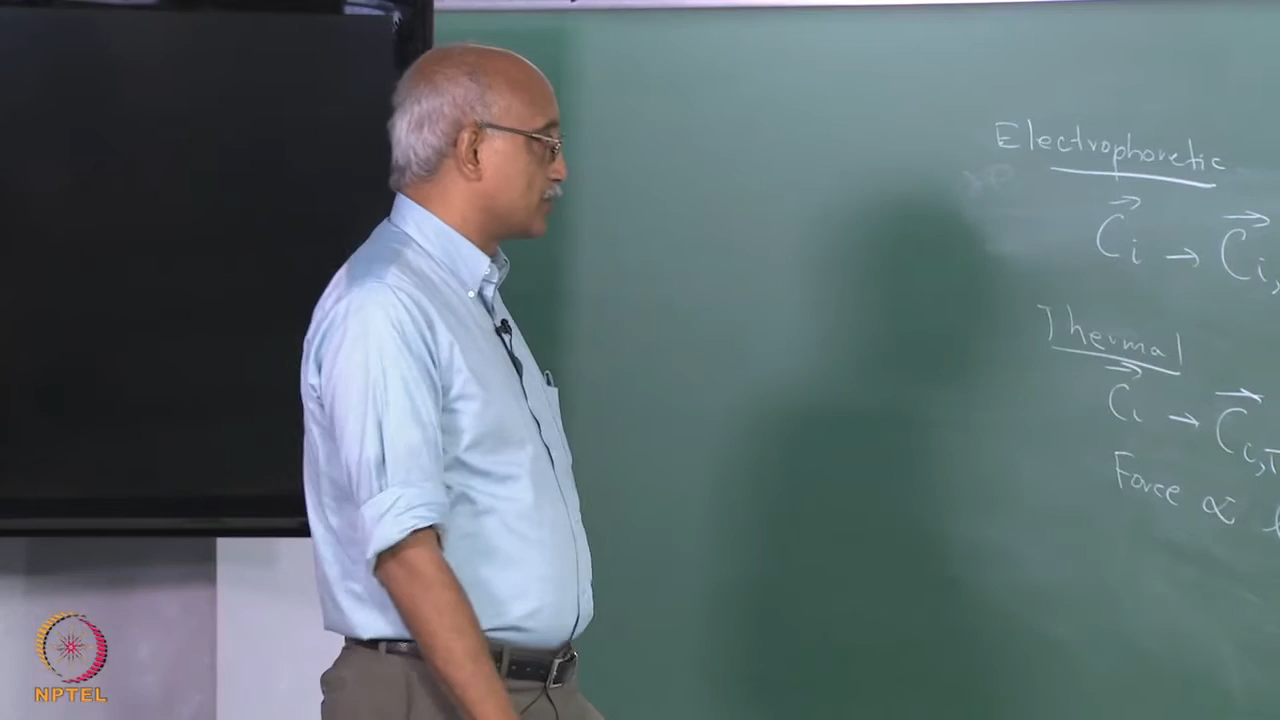 Electrophoretic
C⃗i → C⃗i,
Thermal
C⃗i → C⃗i,T
Force ∝
NPTEL